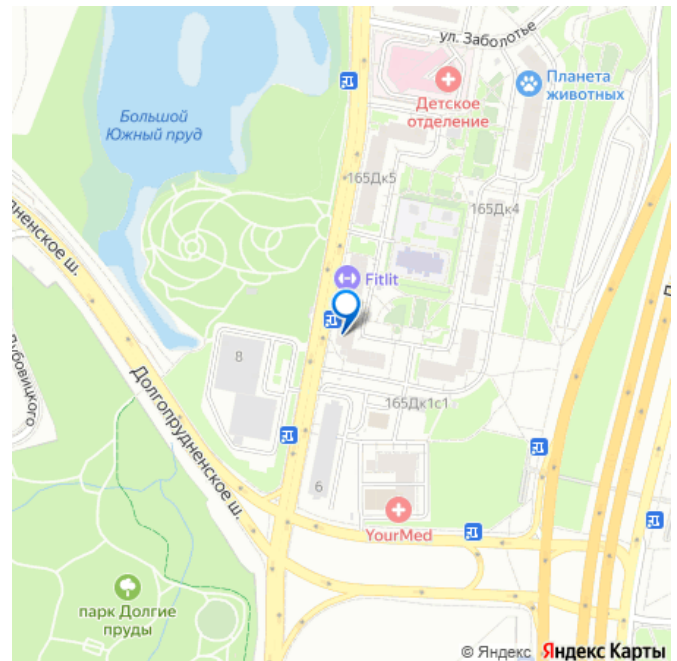 ул. Заболотье
Планета
животных
Детское
отделение
Большой
Южный пруд
165Дк5
165Дк4
дненское ш.
Fitlit
8
165Дк1с1
Долгопрудненское ш.
6
YourMed
парк Долгие
пруды
© Яндекс Яндекс Карты